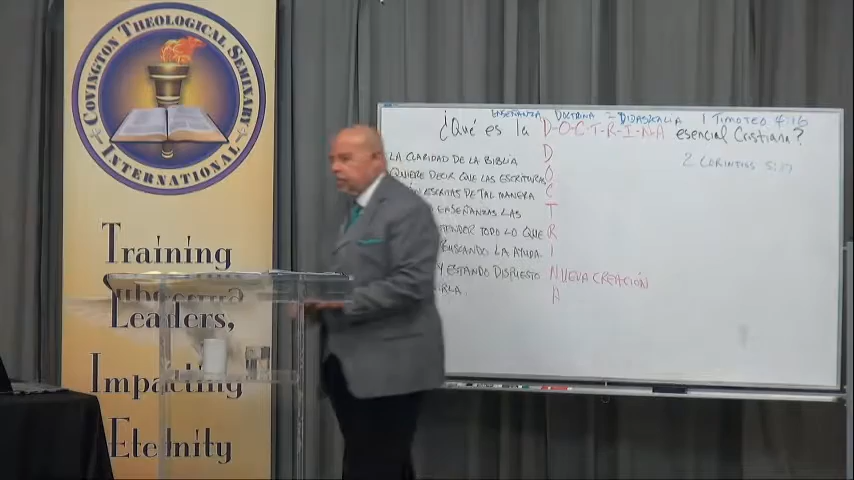 COVINGTON THEOLOGICAL SEMINARY
INTERNATIONAL
Training
Leaders,
Impacting
Eternity
ENSEÑANZA DOCTRINA = DIDASKALIA 1 TIMOTEO 4:16
¿Qué es la D-O-C-T-R-I-N-A esencial Cristiana?
2 CORINTIOS 5:17
LA CLARIDAD DE LA BIBLIA
QUIERE DECIR QUE LAS ESCRITURAS
ESCRITAS DE TAL MANERA
ENSEÑANZAS LAS
TODO LO QUE
BUSCANDO LA AYUDA
Y ESTANDO DISPUESTO
D
O
C
T
R
I
NUEVA CREACIÓN
A